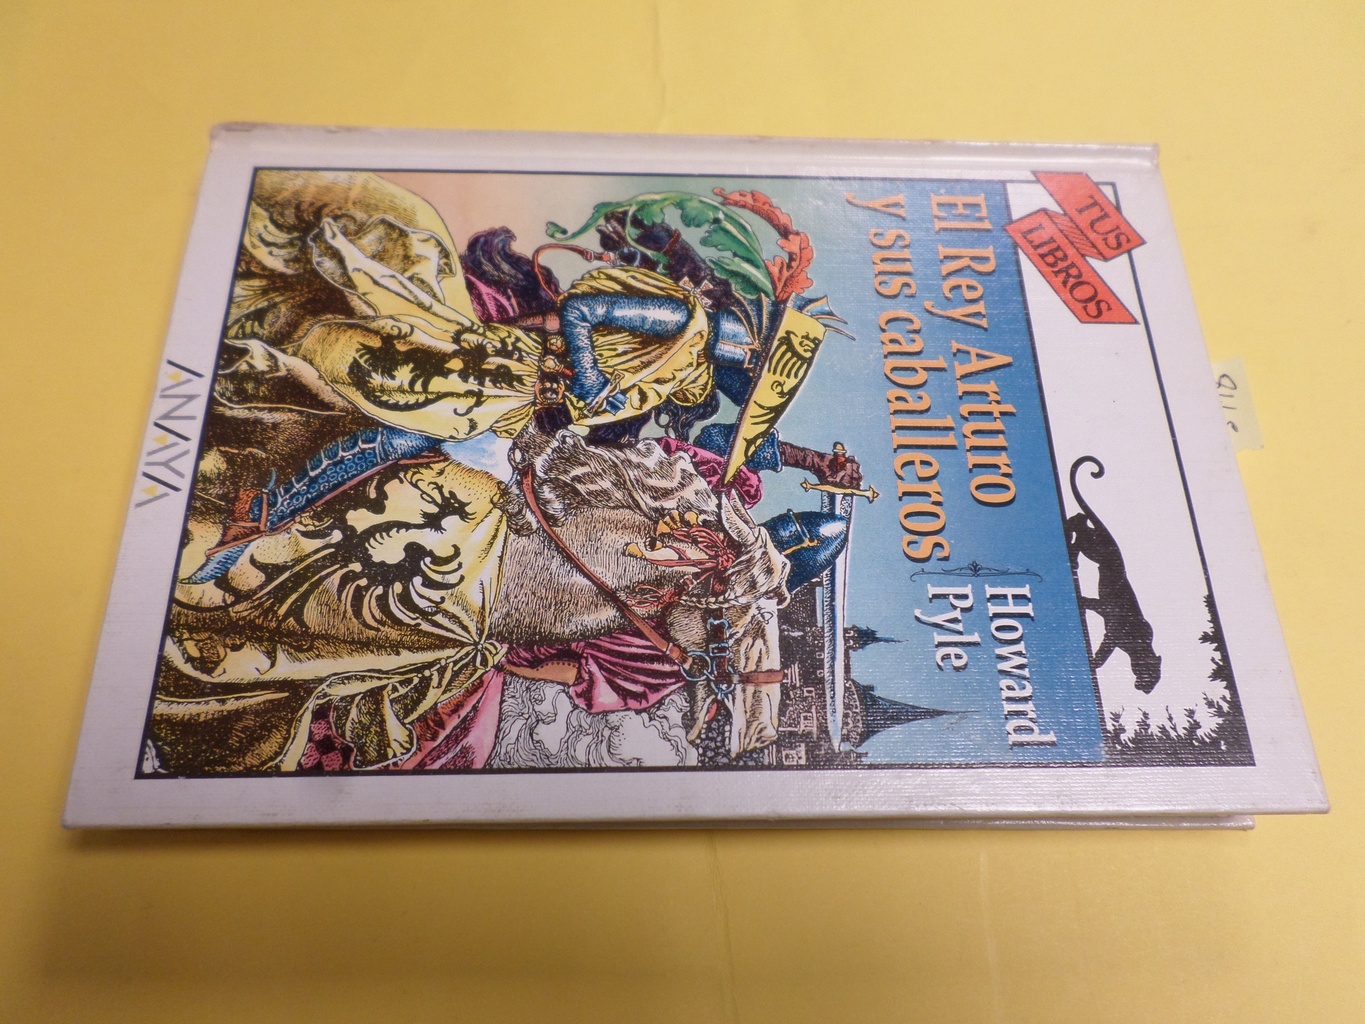 TUS
LIBROS
El Rey Arturo
y sus caballeros
Howard
Pyle
ANAYA